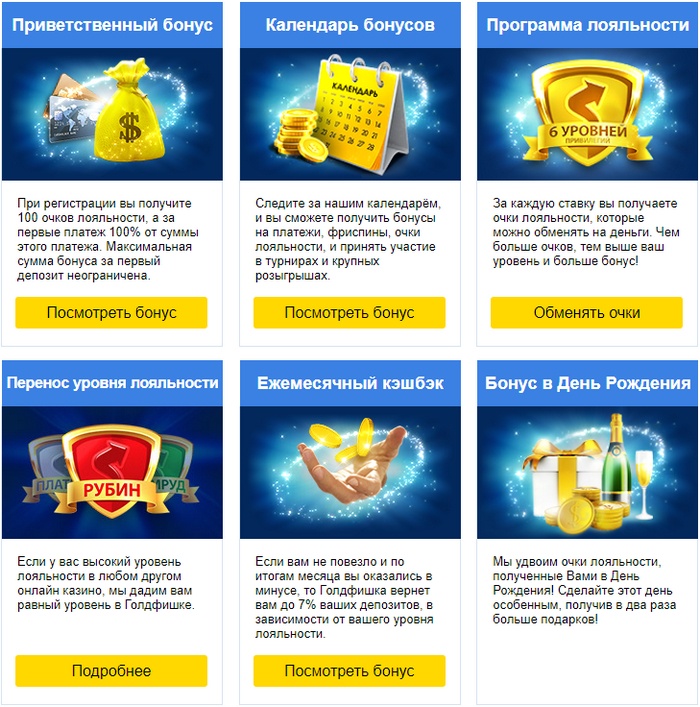 Приветственный бонус
$
При регистрации вы получите
100 очков лояльности, а за
первые платеж 100% от суммы
этого платежа. Максимальная
сумма бонуса за первый
депозит неограничена.
Посмотреть бонус
Календарь бонусов
КАЛЕНДАРЬ
Следите за нашим календарём,
и вы сможете получить бонусы
на платежи, фриспины, очки
лояльности, и принять участие
в турнирах и крупных
розыгрышах.
Посмотреть бонус
Программа лояльности
6 УРОВНЕЙ
ПРИВИЛЕГИИ
За каждую ставку вы получаете
очки лояльности, которые
можно обменять на деньги. Чем
больше очков, тем выше ваш
уровень и больше бонус!
Обменять очки
Перенос уровня лояльности
ПЛАТ
РУБИН
РУД
Если у вас высокий уровень
лояльности в любом другом
онлайн казино, мы дадим вам
равный уровень в Голдфишке.
Подробнее
Ежемесячный кэшбэк
Если вам не повезло и по
итогам месяца вы оказались в
минусе, то Голдфишка вернет
вам до 7% ваших депозитов, в
зависимости от вашего уровня
лояльности.
Посмотреть бонус
Бонус в День Рождения
$
Мы удвоим очки лояльности,
полученные Вами в День
Рождения! Сделайте этот день
особенным, получив в два раза
больше подарков!